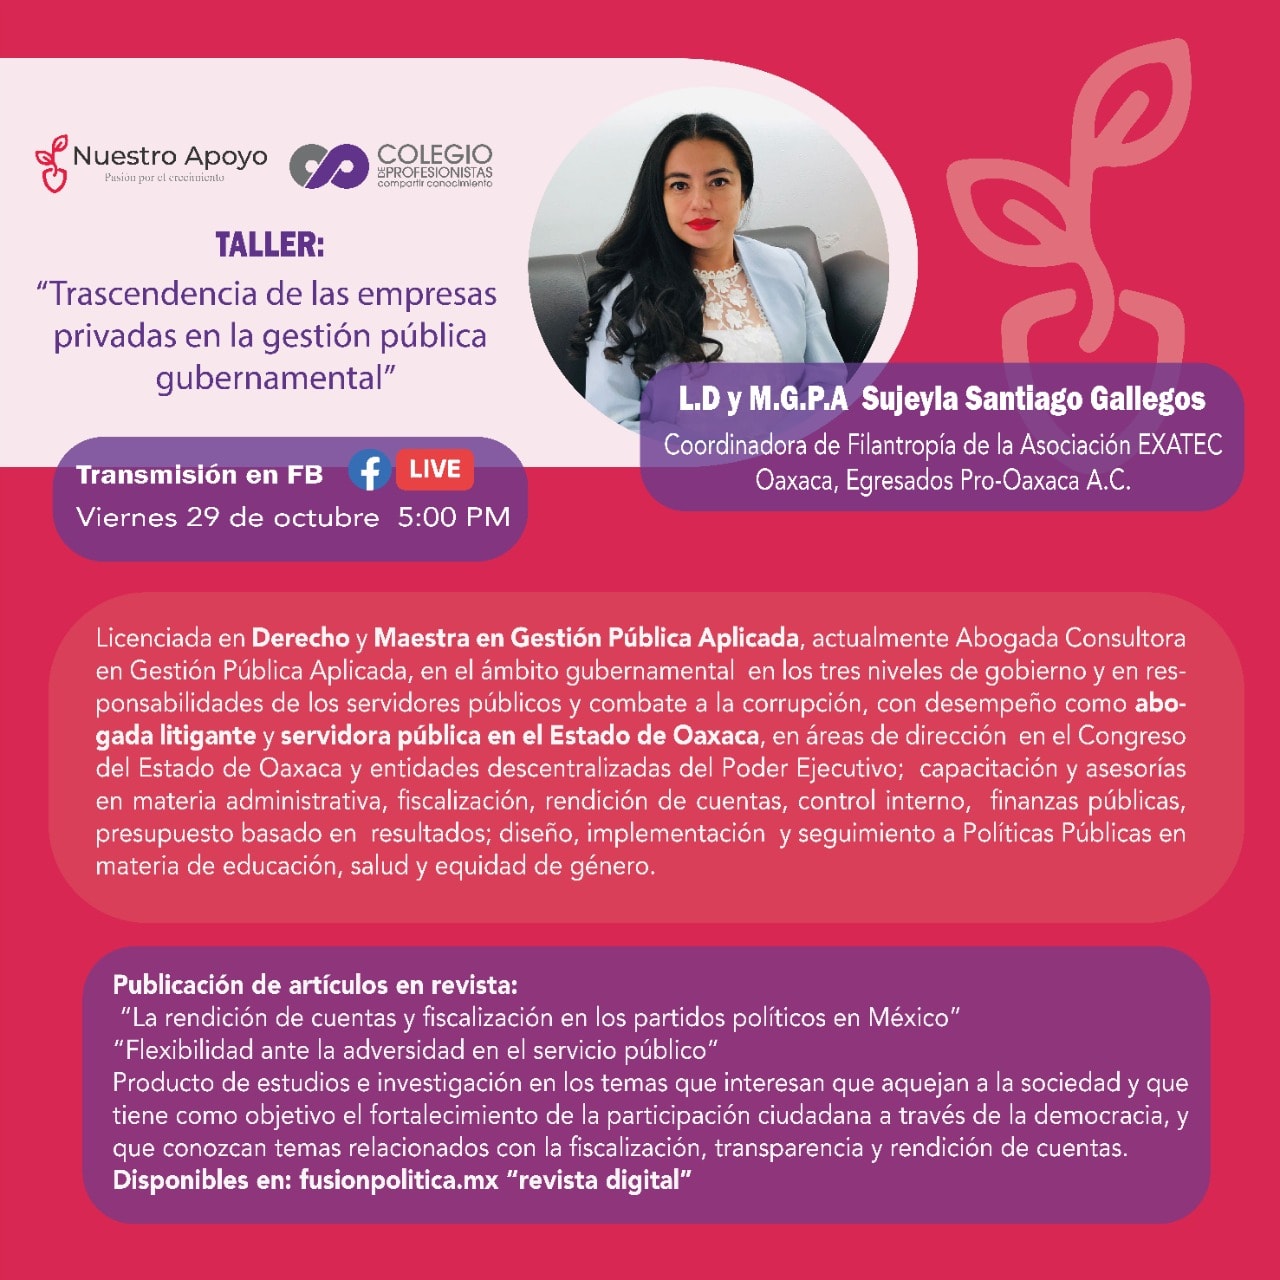 Nuestro Apoyo
Pasión por el crecimiento
COLEGIO
DE PROFESIONISTAS
compartir conocimiento
TALLER:
“Trascendencia de las empresas
privadas en la gestión pública
gubernamental”
Transmisión en FB f LIVE
Viernes 29 de octubre 5:00 PM
L.D y M.G.P.A Sujeyla Santiago Gallegos
Coordinadora de Filantropía de la Asociación EXATEC
Oaxaca, Egresados Pro-Oaxaca A.C.
Licenciada en Derecho y Maestra en Gestión Pública Aplicada, actualmente Abogada Consultora
en Gestión Pública Aplicada, en el ámbito gubernamental en los tres niveles de gobierno y en res-
ponsabilidades de los servidores públicos y combate a la corrupción, con desempeño como abo-
gada litigante y servidora pública en el Estado de Oaxaca, en áreas de dirección en el Congreso
del Estado de Oaxaca y entidades descentralizadas del Poder Ejecutivo; capacitación y asesorías
en materia administrativa, fiscalización, rendición de cuentas, control interno, finanzas públicas,
presupuesto basado en resultados; diseño, implementación y seguimiento a Políticas Públicas en
materia de educación, salud y equidad de género.
Publicación de artículos en revista:
“La rendición de cuentas y fiscalización en los partidos políticos en México”
“Flexibilidad ante la adversidad en el servicio público”
Producto de estudios e investigación en los temas que interesan que aquejan a la sociedad y que
tiene como objetivo el fortalecimiento de la participación ciudadana a través de la democracia, y
que conozcan temas relacionados con la fiscalización, transparencia y rendición de cuentas.
Disponibles en: fusionpolitica.mx “revista digital”